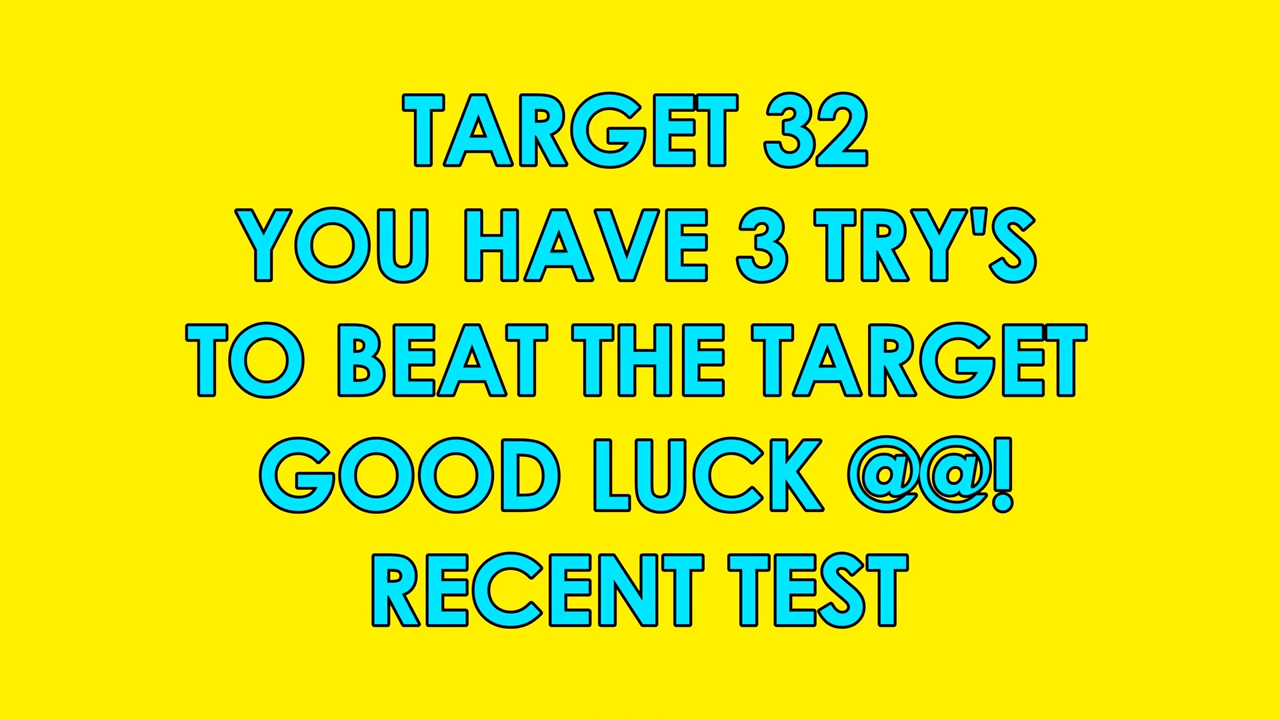 TARGET 32
YOU HAVE 3 TRY'S
TO BEAT THE TARGET
GOOD LUCK @@!
RECENT TEST